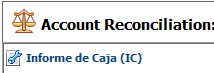 Account Reconciliation:
Informe de Caja (IC)